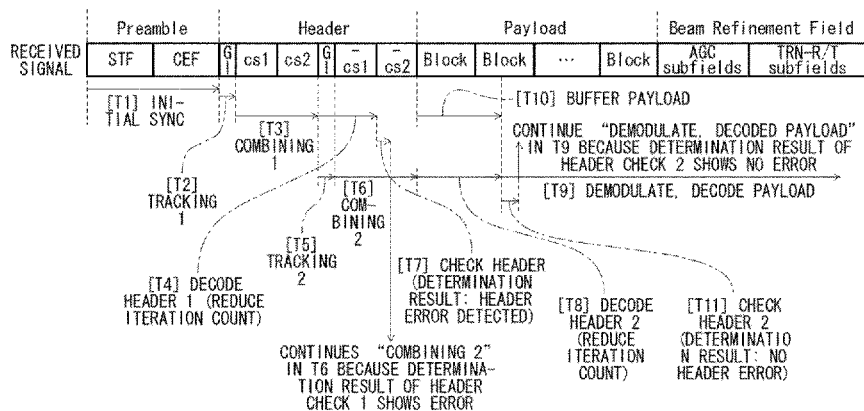 Preamble Header Payload Beam Refinement Field
RECEIVED SIGNAL
STF CEF GI cs1 cs2 GI -cs1 -cs2 Block Block … Block AGC subfields TRN-R/T subfields
[T1] INI-
TIAL SYNC
[T2]
TRACKING
1
[T3]
COMBINING
1
[T4] DECODE
HEADER 1 (REDUCE
ITERATION COUNT)
[T5]
TRACKING
2
[T6]
COM-
BINING
2
CONTINUES "COMBINING 2"
IN T6 BECAUSE DETERMINA-
TION RESULT OF HEADER
CHECK 1 SHOWS ERROR
[T7] CHECK HEADER
(DETERMINATION
RESULT: HEADER
ERROR DETECTED)
[T10] BUFFER PAYLOAD
CONTINUE "DEMODULATE, DECODED PAYLOAD"
IN T9 BECAUSE DETERMINATION RESULT OF
HEADER CHECK 2 SHOWS NO ERROR
[T9] DEMODULATE, DECODE PAYLOAD
[T8] DECODE
HEADER 2
(REDUCE
ITERATION
COUNT)
[T11] CHECK
HEADER 2
(DETERMINATIO
N RESULT: NO
HEADER ERROR)